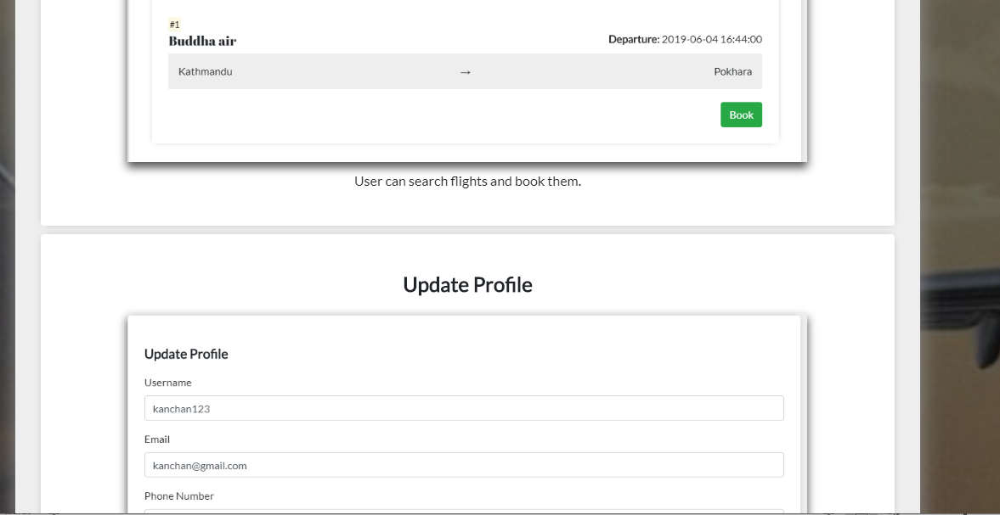 #1
Buddha air
Departure: 2019-06-04 16:44:00
Kathmandu → Pokhara
Book
User can search flights and book them.
Update Profile
Update Profile
Username
kanchan123
Email
kanchan@gmail.com
Phone Number